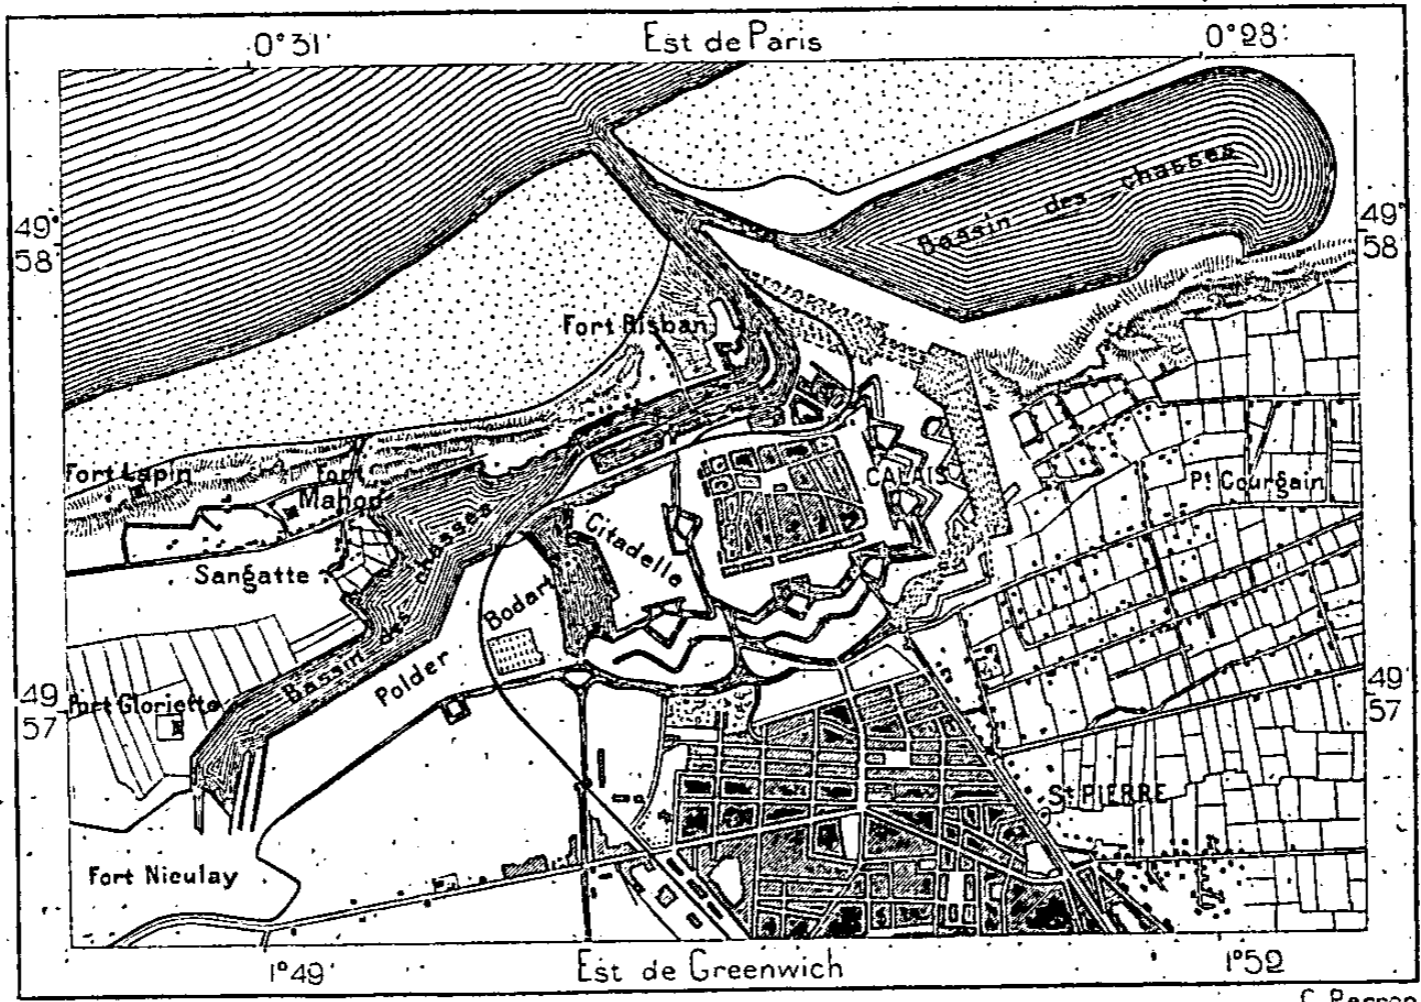 0°31'
Est de Paris
0°28'
Bassin des chasses
49°
58'
49°
58'
Fort Risban
CALAIS
Fort Lapin
Fort
Mahon
Pt Courgain
Citadelle
Sangatte
Bodart
Bassin des chasses
Polder
49
57
Fort Gloriette
49
57
St PIERRE
Fort Nieulay
1°49'
Est de Greenwich
1°52
C. Perron